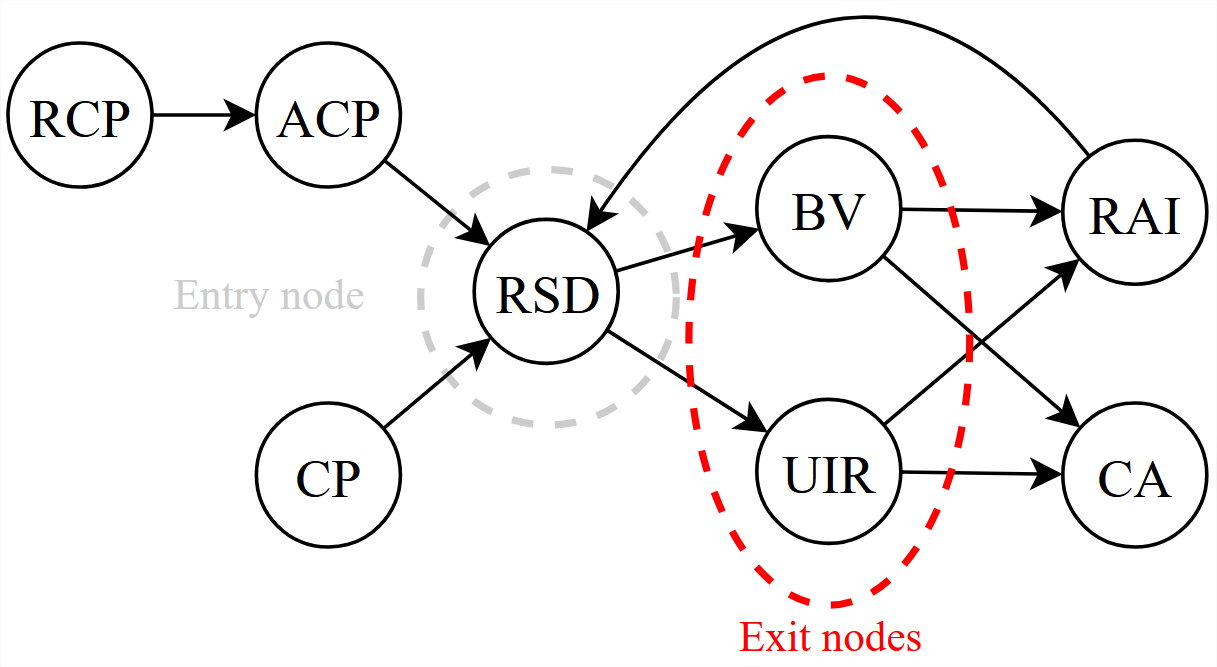 RCP
ACP
BV
RAI
Entry node
RSD
CP
UIR
CA
Exit nodes